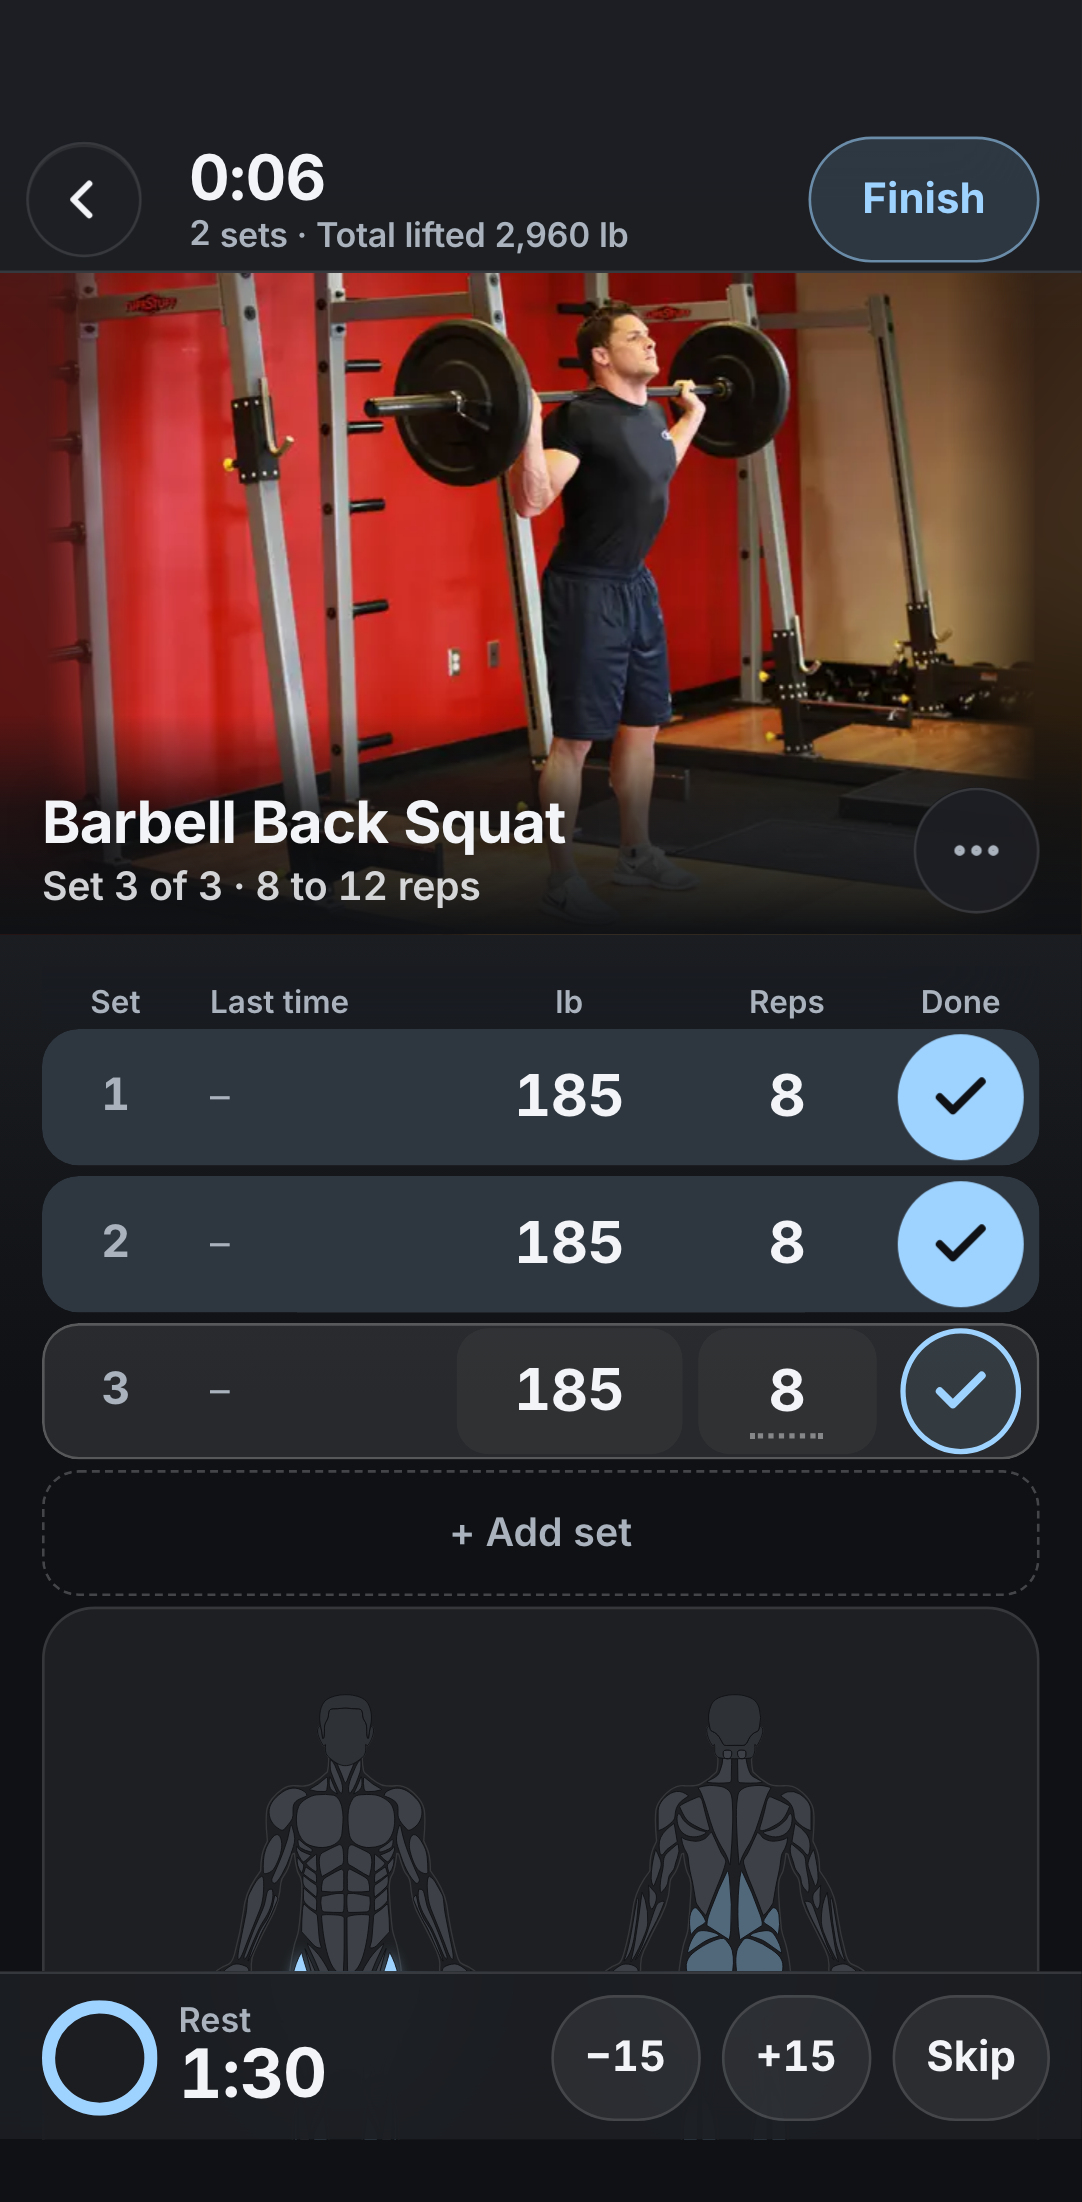 0:06
Finish
2 sets · Total lifted 2,960 lb
Barbell Back Squat
Set 3 of 3 · 8 to 12 reps
Set Last time lb Reps Done
1 – 185 8
2 – 185 8
3 – 185 8
+ Add set
Rest
1:30
−15 +15 Skip